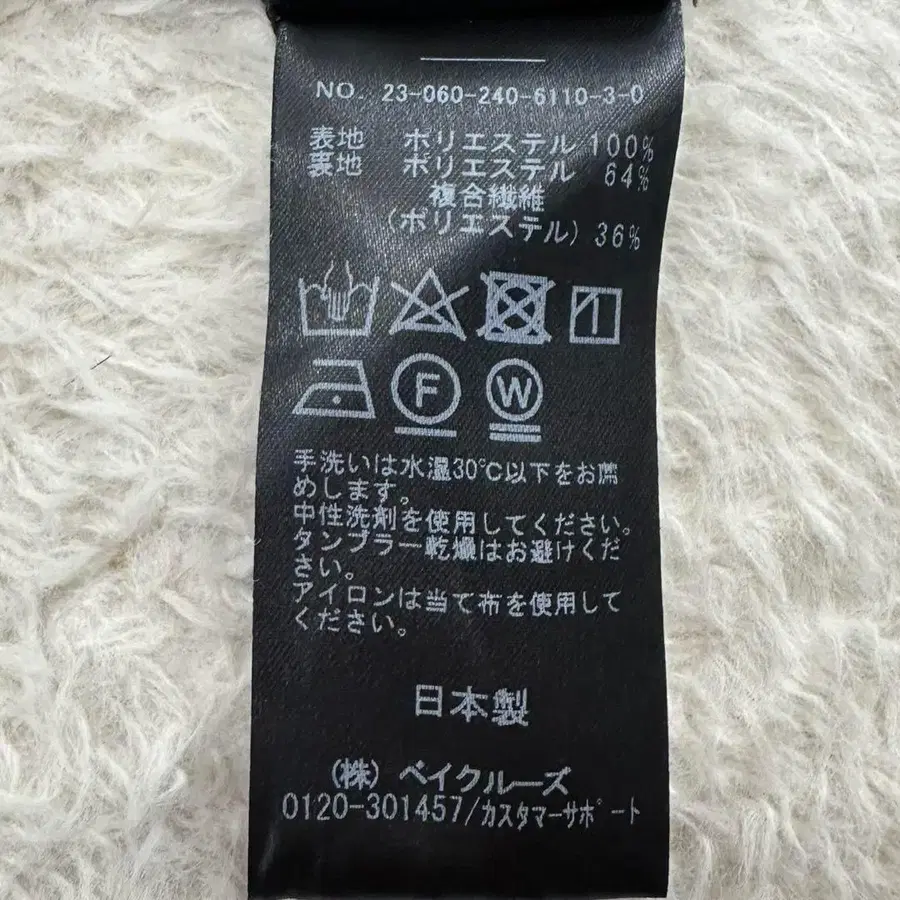 NO. 23-060-240-6110-3-0
表地 ポリエステル 100%
裏地 ポリエステル 64%
複合繊維
(ポリエステル) 36%
F W
手洗いは水温30℃以下をお薦
めします。
中性洗剤を使用してください。
タンブラー乾燥はお避けくだ
さい。
アイロンは当て布を使用して
ください。
日本製
(株) ベイクルーズ
0120-301457/カスタマーサポート